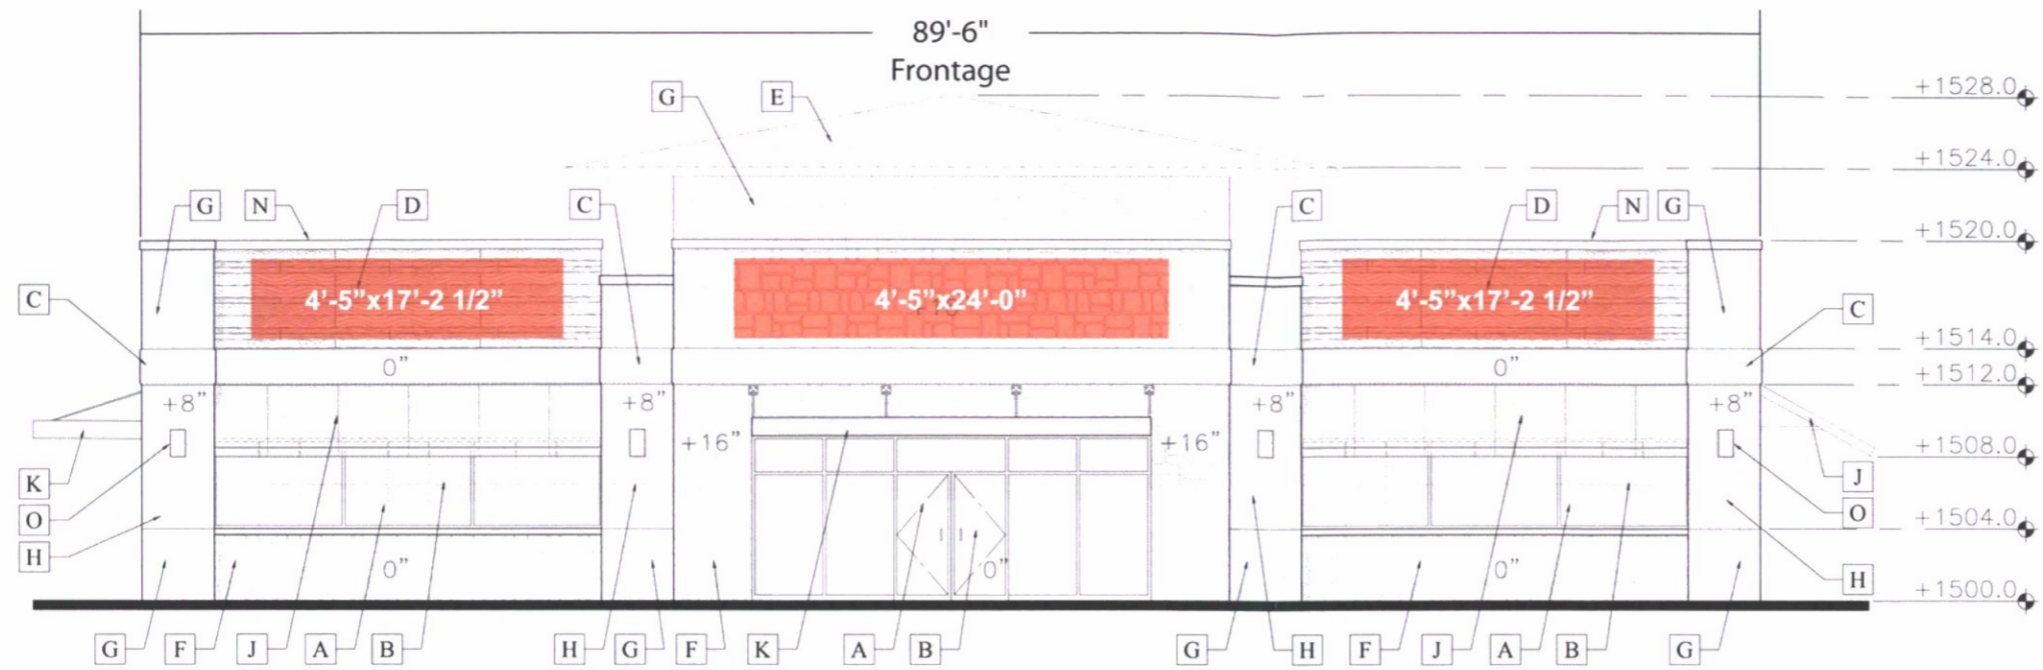 89'-6"
Frontage
G E
+1528.0
+1524.0
G N D C C D N G
+1520.0
C 4’-5”x17’-2 1/2” 4’-5”x24’-0” 4’-5”x17’-2 1/2” C
+1514.0
0” 0”
+1512.0
+8” +8” +8” +8”
+16” +16”
+1508.0
K J
O O
+1504.0
H H
0” 0” 0”
+1500.0
G F J A B H G F K A B G H F J A B G